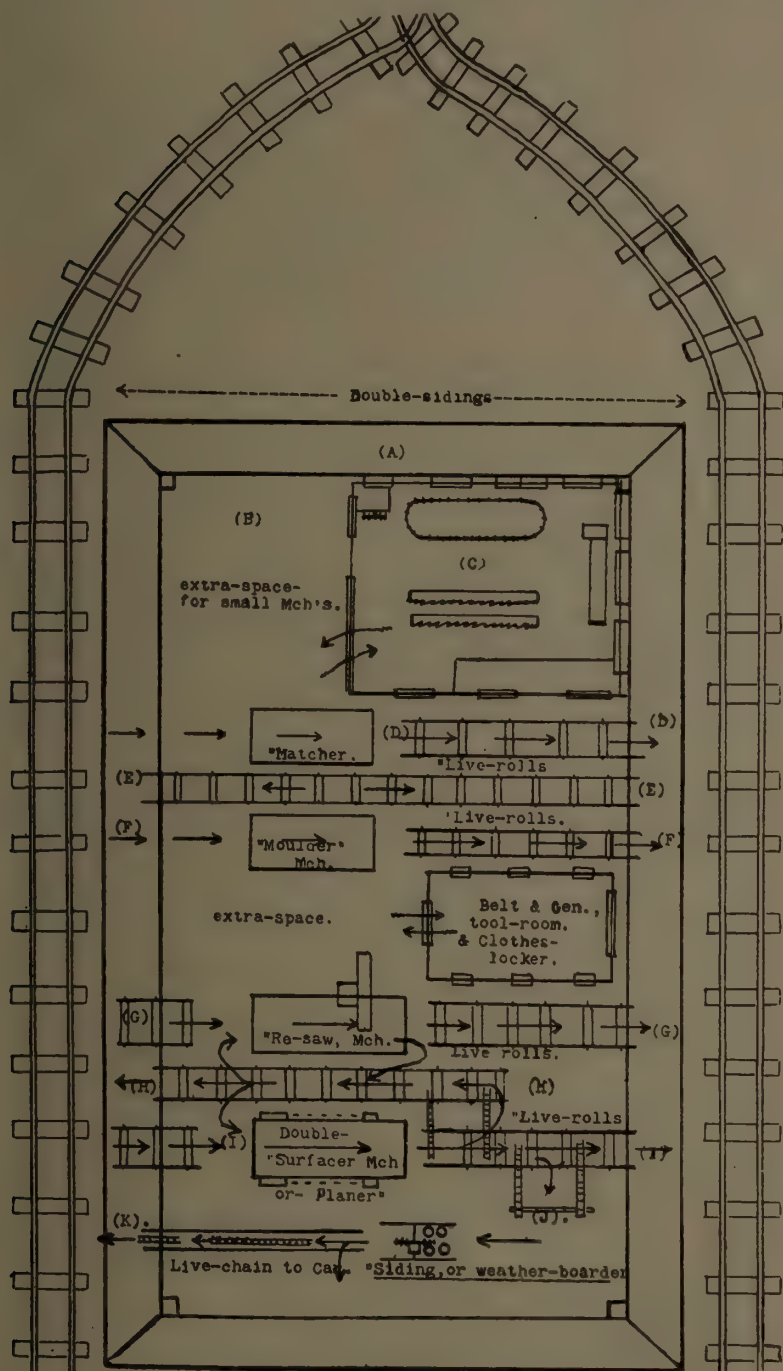 Double-sidings
(A)
(B)
(C)
extra-space-
for small Mch's.
(D)
(D)
"Matcher.
"Live-rolls
(E)
(E)
'Live-rolls.
(F)
(F)
"Moulder"
Mch.
extra-space.
Belt & Gen.,
tool-room.
& Clothes-
locker.
(G)
(G)
"Re-saw, Mch.
Live rolls.
(H)
(H)
"Live-rolls
(I)
(I)
Double-
"Surfacer Mch
or- Planer"
(J).
(K).
Live-chain to Car.
"Siding, or weather-boarder